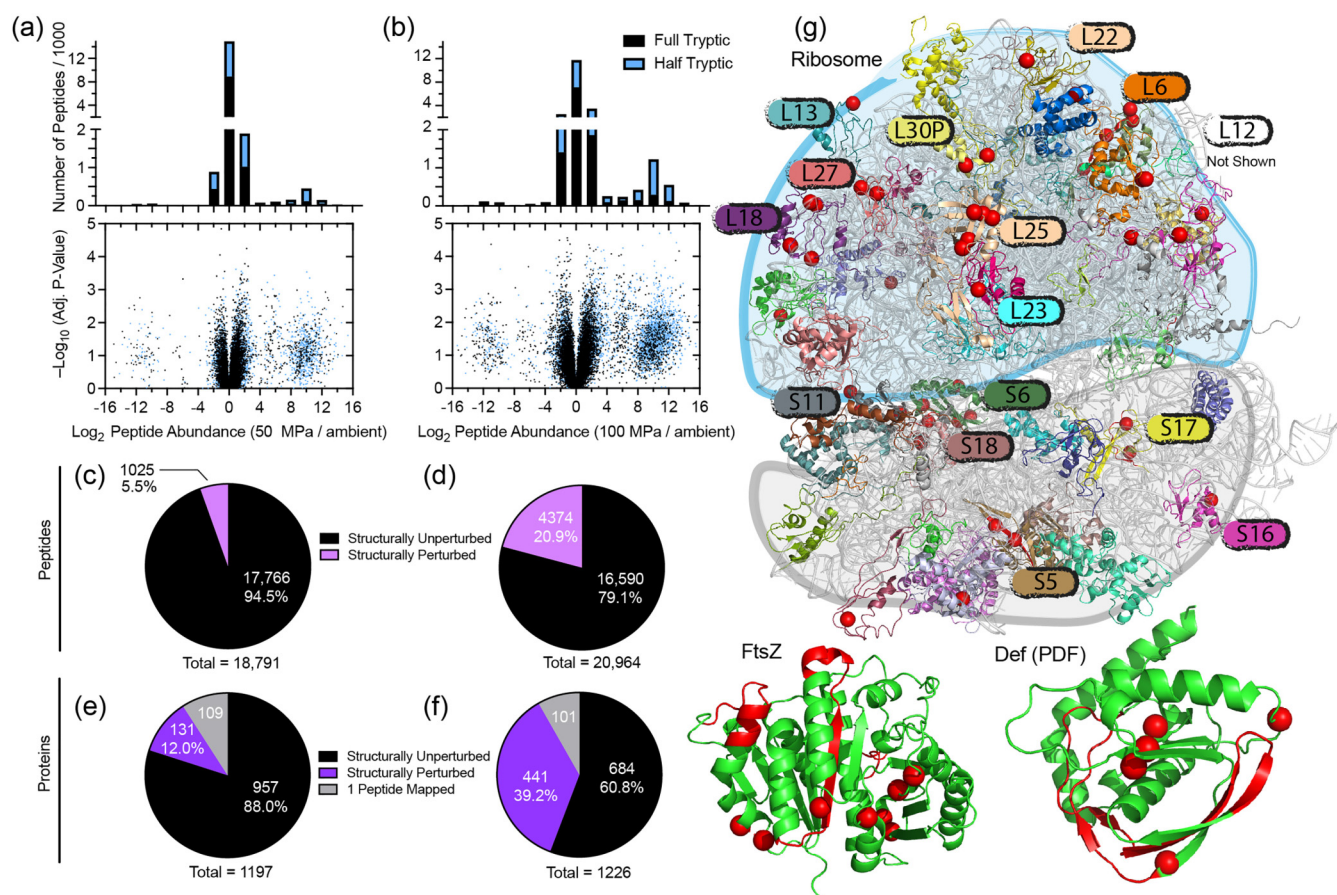 (a)
Number of Peptides / 1000
12
8
4
2
1
0
−Log10 (Adj. P-Value)
5
4
3
2
1
0
-16 -12 -8 -4 0 4 8 12 16
Log2 Peptide Abundance (50 MPa / ambient)
(b)
Full Tryptic
Half Tryptic
12
8
4
2
1
0
5
4
3
2
1
0
-16 -12 -8 -4 0 4 8 12 16
Log2 Peptide Abundance (100 MPa / ambient)
Peptides
(c)
1025
5.5%
17,766
94.5%
Total = 18,791
Structurally Unperturbed
Structurally Perturbed
(d)
4374
20.9%
16,590
79.1%
Total = 20,964
Proteins
(e)
109
131
12.0%
957
88.0%
Total = 1197
Structurally Unperturbed
Structurally Perturbed
1 Peptide Mapped
(f)
101
441
39.2%
684
60.8%
Total = 1226
(g)
Ribosome
L22
L6
L13
L30P
L12
Not Shown
L27
L18
L25
L23
S11
S6
S17
S18
S16
S5
FtsZ
Def (PDF)